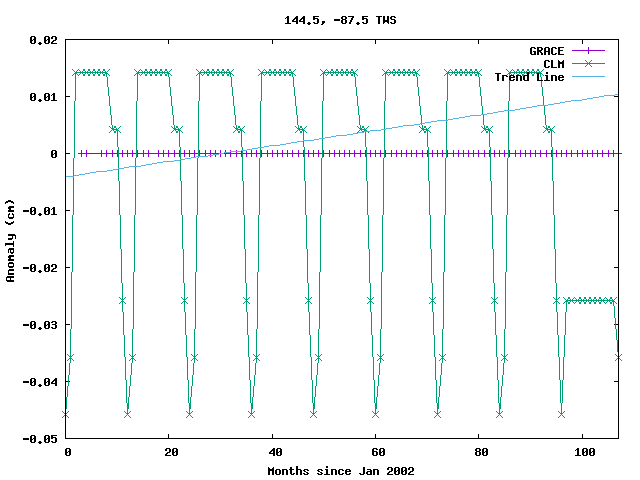 144.5, -87.5 TWS
GRACE
CLM
Trend Line
0.02
0.01
0
-0.01
-0.02
-0.03
-0.04
-0.05
Anomaly (cm)
0 20 40 60 80 100
Months since Jan 2002